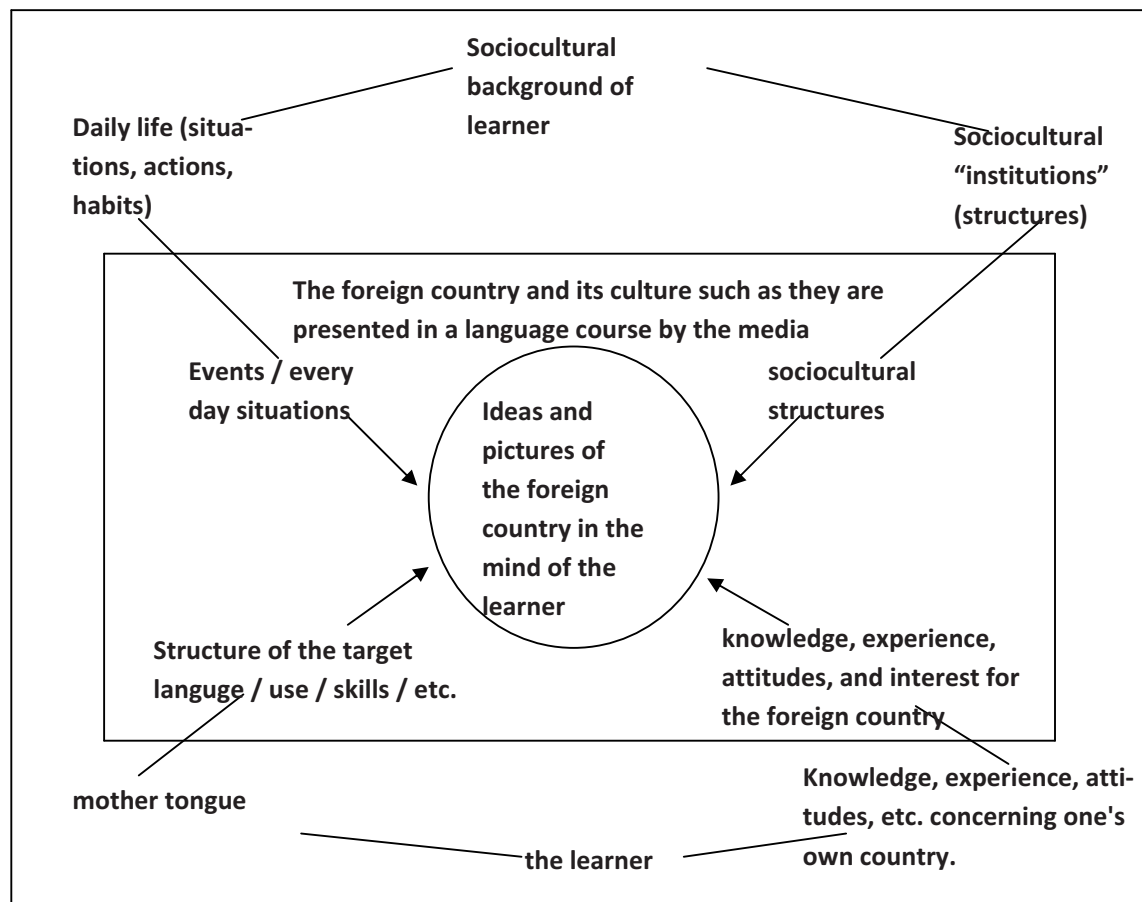 Sociocultural
background of
learner
Daily life (situa-
tions, actions,
habits)
Sociocultural
“institutions”
(structures)
The foreign country and its culture such as they are
presented in a language course by the media
Events / every
day situations
sociocultural
structures
Ideas and
pictures of
the foreign
country in the
mind of the
learner
Structure of the target
languge / use / skills / etc.
knowledge, experience,
attitudes, and interest for
the foreign country
mother tongue
Knowledge, experience, atti-
tudes, etc. concerning one's
own country.
the learner